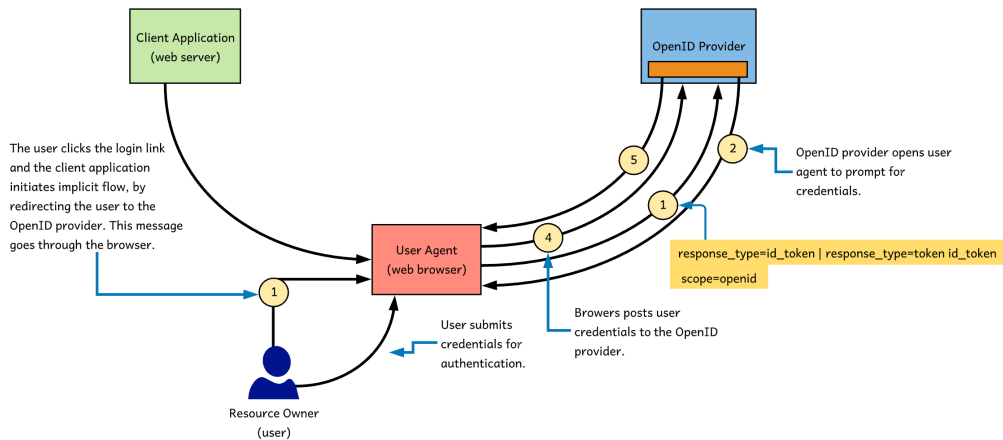 Client Application
(web server)
OpenID Provider
The user clicks the login link
and the client application
initiates implicit flow, by
redirecting the user to the
OpenID provider. This message
goes through the browser.
5
2
OpenID provider opens user
agent to prompt for
credentials.
1
4
User Agent
(web browser)
response_type=id_token | response_type=token id_token
scope=openid
1
Browers posts user
credentials to the OpenID
provider.
User submits
credentials for
authentication.
Resource Owner
(user)